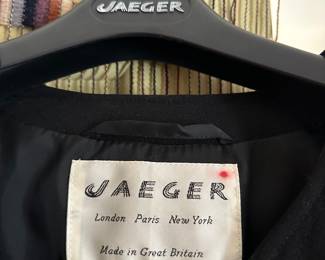 JAEGER
JAEGER
London Paris New York
Made in Great Britain